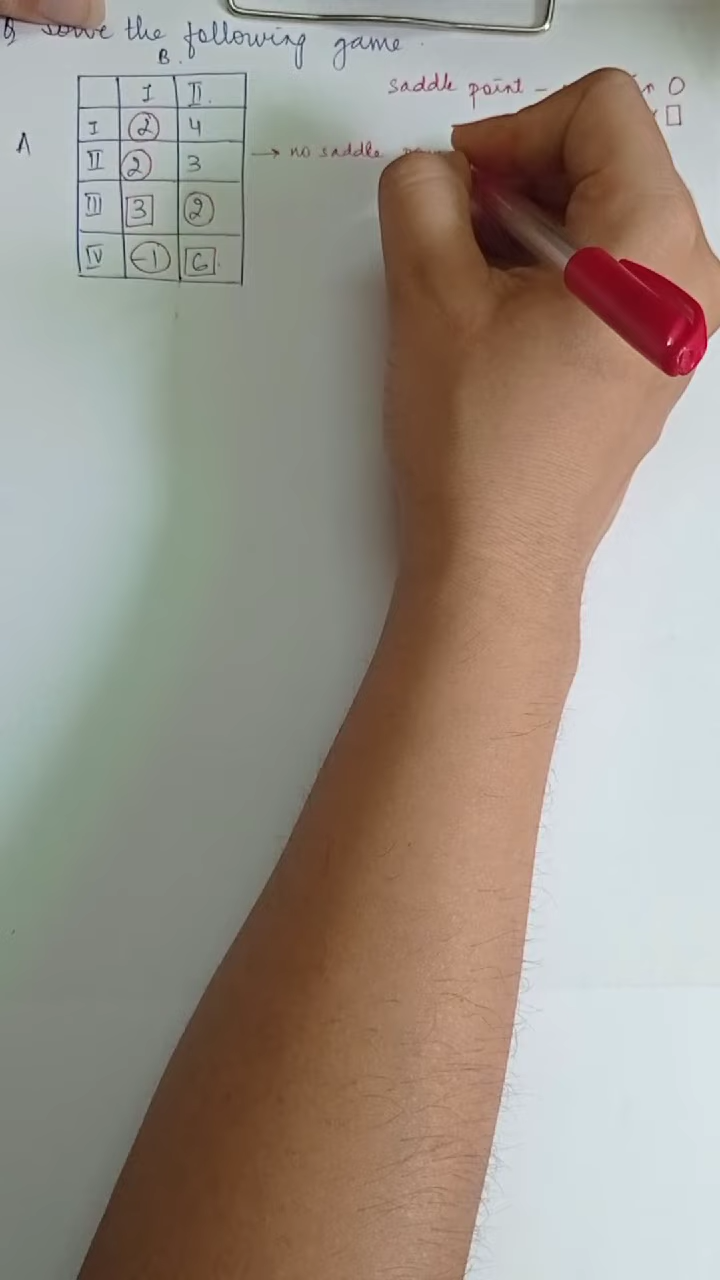 Solve the following game.
B.
saddle point –
I II.
A
I 2 4
II 2 3
→ no saddle
III 3 2
IV -1 6